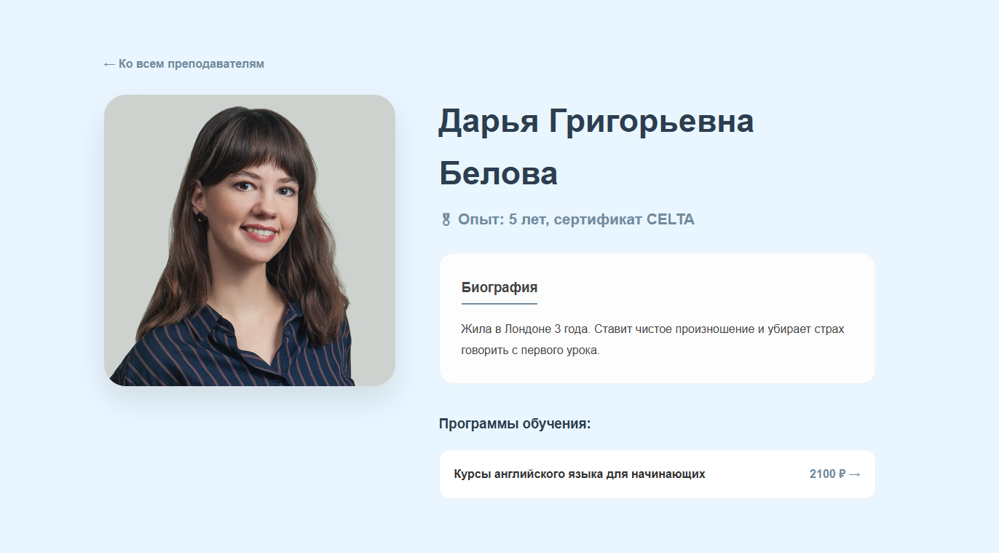 ← Ко всем преподавателям
Дарья Григорьевна
Белова
🎖 Опыт: 5 лет, сертификат CELTA
Биография
Жила в Лондоне 3 года. Ставит чистое произношение и убирает страх
говорить с первого урока.
Программы обучения:
Курсы английского языка для начинающих 2100 ₽ →